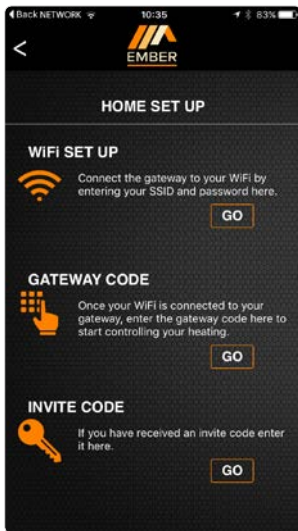 Back NETWORK 10:35 83%
<
EMBER
HOME SET UP
WiFi SET UP
Connect the gateway to your WiFi by
entering your SSID and password here.
GO
GATEWAY CODE
Once your WiFi is connected to your
gateway, enter the gateway code here to
start controlling your heating.
GO
INVITE CODE
If you have received an invite code enter
it here.
GO